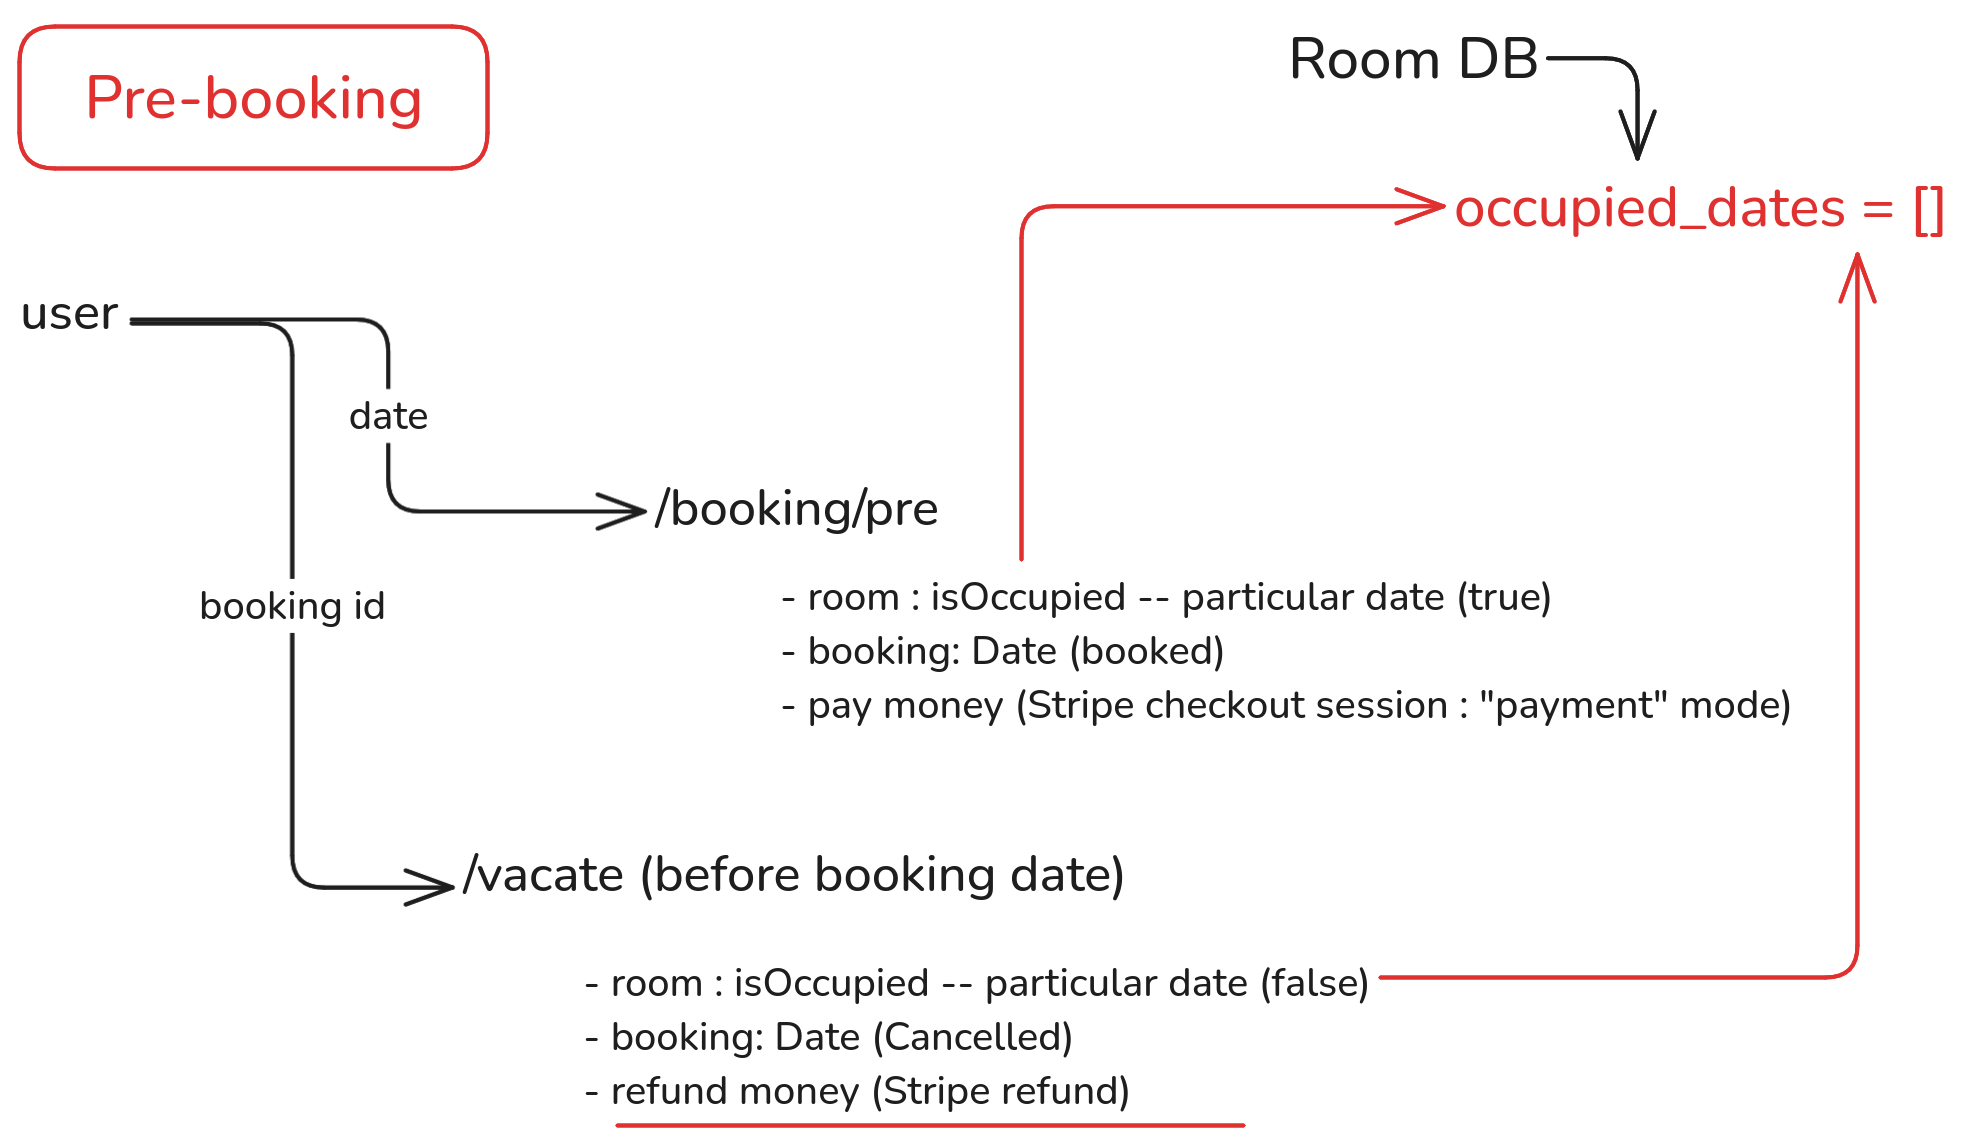 Pre-booking
Room DB
occupied_dates = []
user
date
/booking/pre
- room : isOccupied -- particular date (true)
- booking: Date (booked)
- pay money (Stripe checkout session : "payment" mode)
booking id
/vacate (before booking date)
- room : isOccupied -- particular date (false)
- booking: Date (Cancelled)
- refund money (Stripe refund)